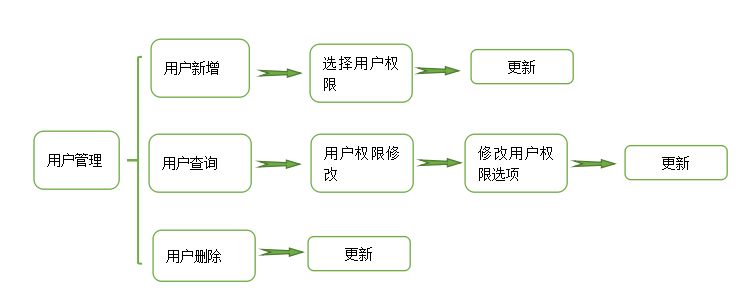 用户管理
用户新增
选择用户权
限
更新
用户查询
用户权限修
改
修改用户权
限选项
更新
用户删除
更新